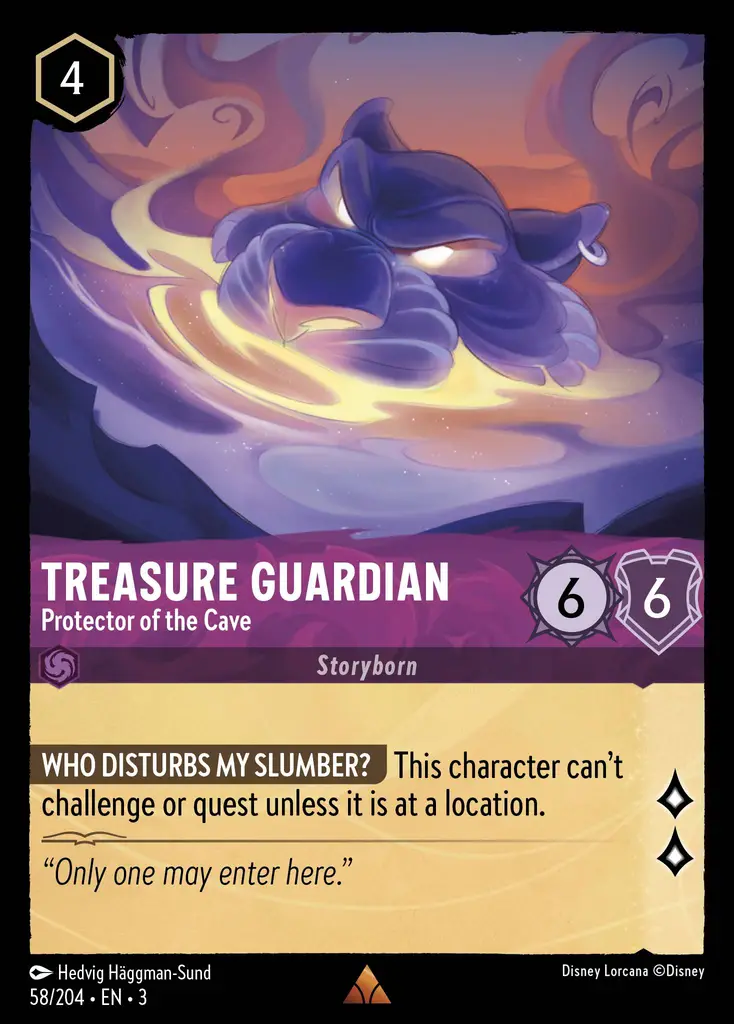 4
TREASURE GUARDIAN
Protector of the Cave
6
6
Storyborn
WHO DISTURBS MY SLUMBER? This character can't
challenge or quest unless it is at a location.
“Only one may enter here.”
Hedvig Häggman-Sund
Disney Lorcana ©Disney
58/204 • EN • 3